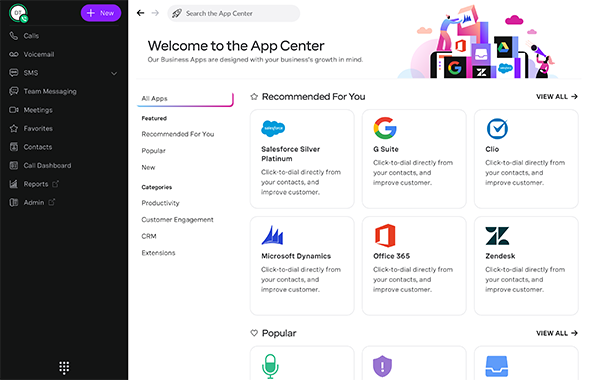 DT
+ New
Calls
Voicemail
SMS
Team Messaging
Meetings
Favorites
Contacts
Call Dashboard
Reports
Admin
Search the App Center
Welcome to the App Center
Our Business Apps are designed with your business's growth in mind.
All Apps
Featured
Recommended For You
Popular
New
Categories
Productivity
Customer Engagement
CRM
Extensions
Recommended For You
VIEW ALL →
salesforce
Salesforce Silver
Platinum
Click-to-dial directly from
your contacts, and
improve customer.
G Suite
Click-to-dial directly from
your contacts, and
improve customer.
Clio
Click-to-dial directly from
your contacts, and
improve customer.
Microsoft Dynamics
Click-to-dial directly from
your contacts, and
improve customer.
Office 365
Click-to-dial directly from
your contacts, and
improve customer.
Zendesk
Click-to-dial directly from
your contacts, and
improve customer.
Popular
VIEW ALL →